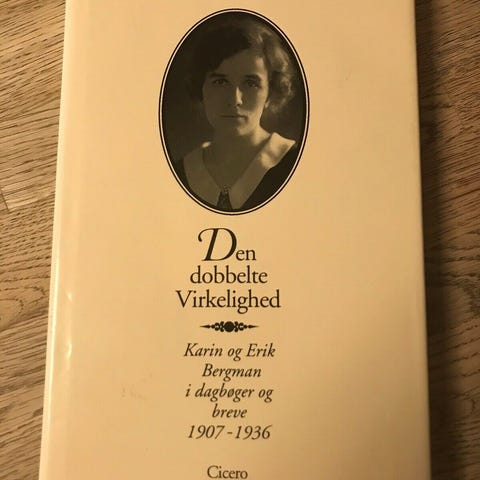 Den
dobbelte
Virkelighed
Karin og Erik
Bergman
i dagbøger og
breve
1907-1936
Cicero